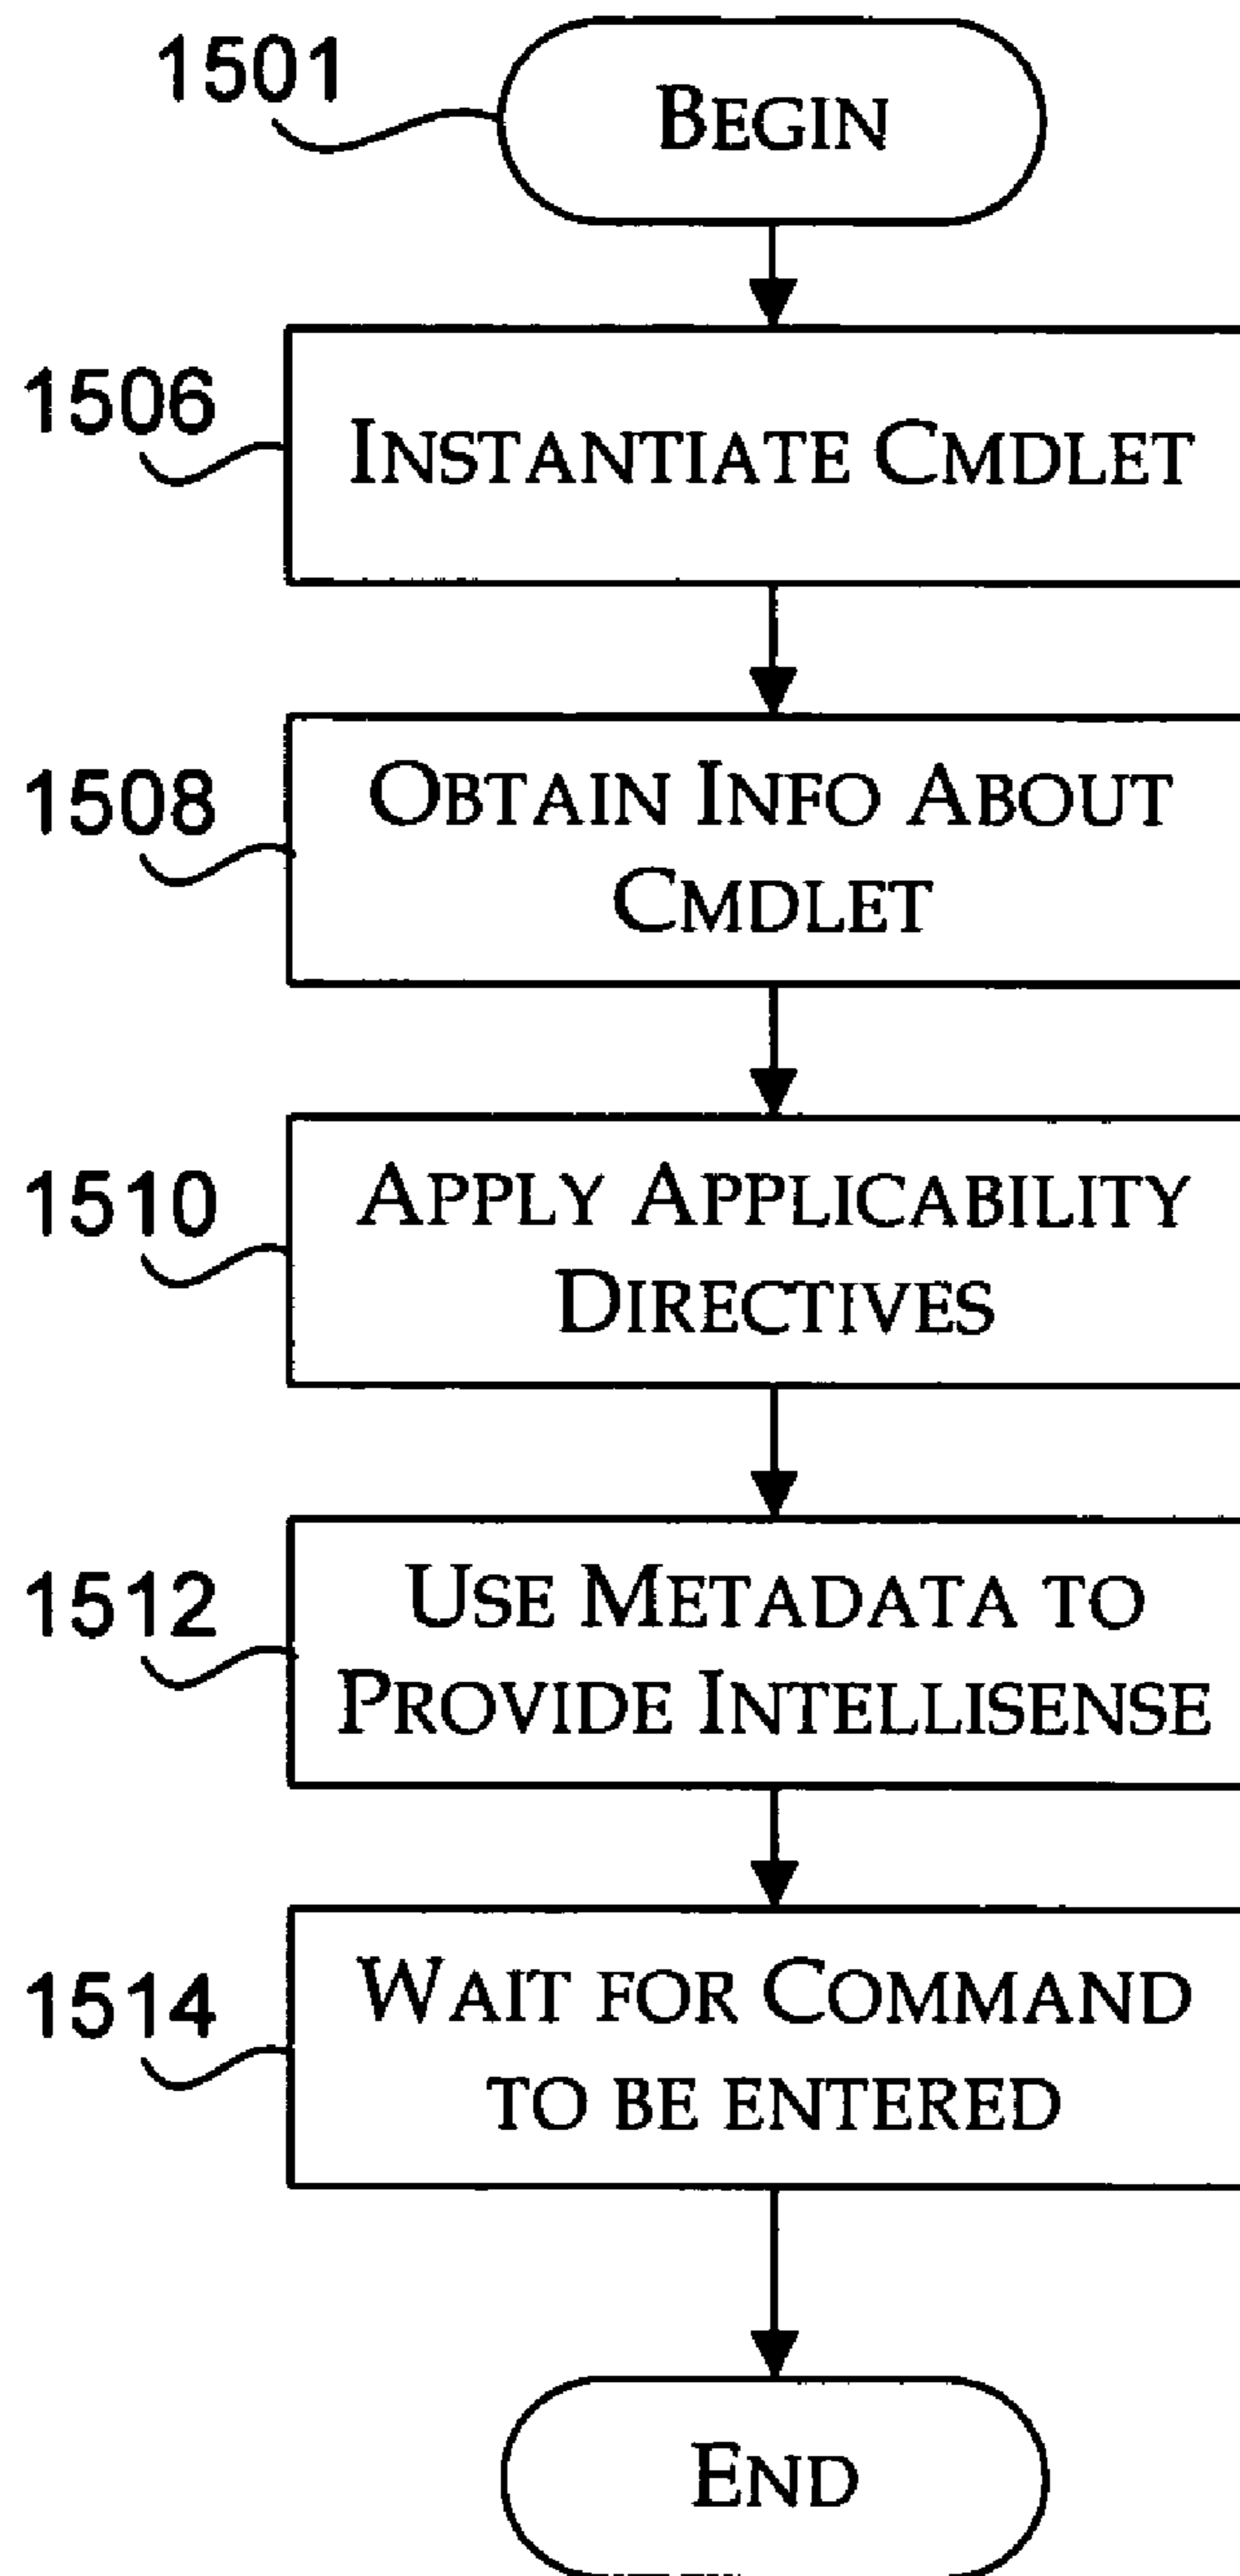 1501
BEGIN
1506
INSTANTIATE CMDLET
1508
OBTAIN INFO ABOUT
CMDLET
1510
APPLY APPLICABILITY
DIRECTIVES
1512
USE METADATA TO
PROVIDE INTELLISENSE
1514
WAIT FOR COMMAND
TO BE ENTERED
END